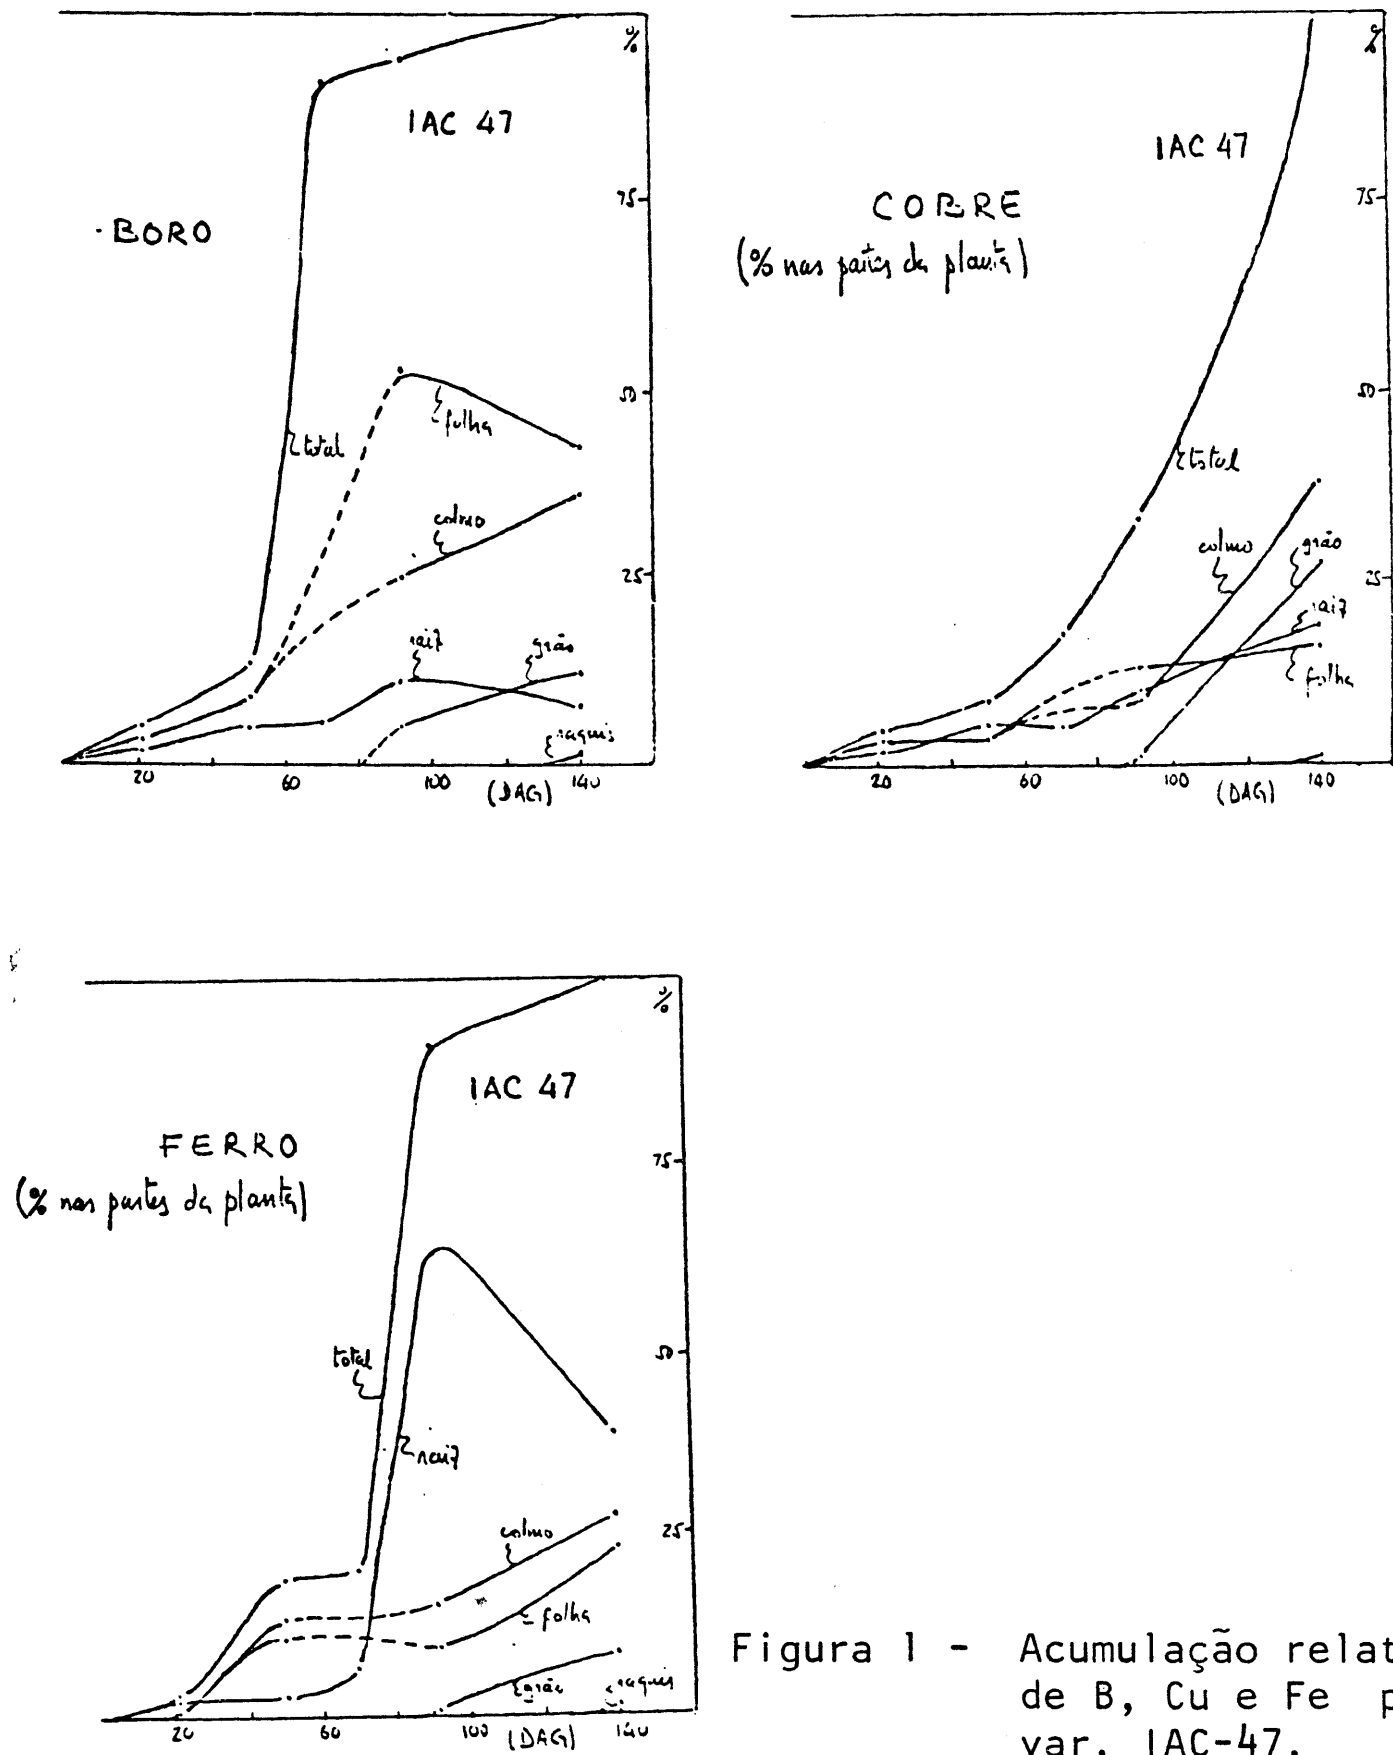 %
IAC 47
BORO
75
50
folha
total
colmo
25
raiz
grão
raquis
20
60
100
140
(DAG)
%
IAC 47
COBRE
(% nas partes da planta)
75
50
total
colmo
grão
25
raiz
folha
20
60
100
140
(DAG)
%
IAC 47
FERRO
(% nas partes da planta)
75
50
total
raiz
25
colmo
folha
grão
raquis
20
60
100
140
(DAG)
Figura 1 - Acumulação relat
de B, Cu e Fe p
var. IAC-47.